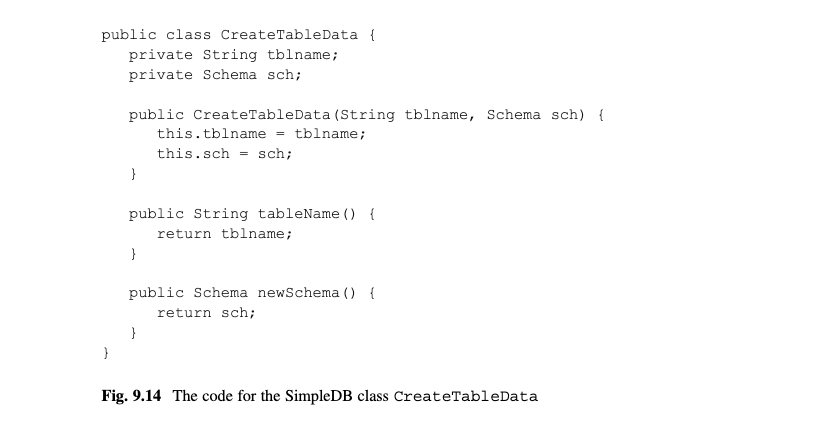 public class CreateTableData {
   private String tblname;
   private Schema sch;

   public CreateTableData(String tblname, Schema sch) {
      this.tblname = tblname;
      this.sch = sch;
   }

   public String tableName() {
      return tblname;
   }

   public Schema newSchema() {
      return sch;
   }
}
Fig. 9.14 The code for the SimpleDB class CreateTableData